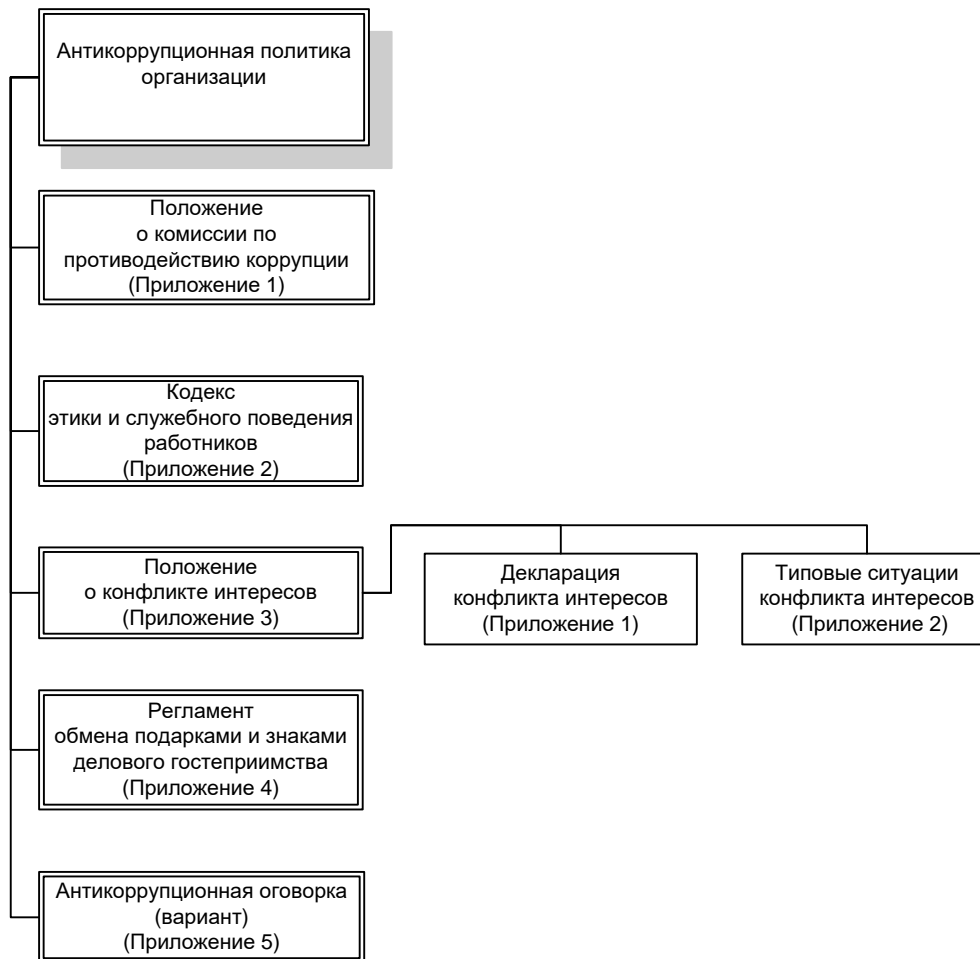 Антикоррупционная политика
организации
Положение
о комиссии по
противодействию коррупции
(Приложение 1)
Кодекс
этики и служебного поведения
работников
(Приложение 2)
Положение
о конфликте интересов
(Приложение 3)
Декларация
конфликта интересов
(Приложение 1)
Типовые ситуации
конфликта интересов
(Приложение 2)
Регламент
обмена подарками и знаками
делового гостеприимства
(Приложение 4)
Антикоррупционная оговорка
(вариант)
(Приложение 5)